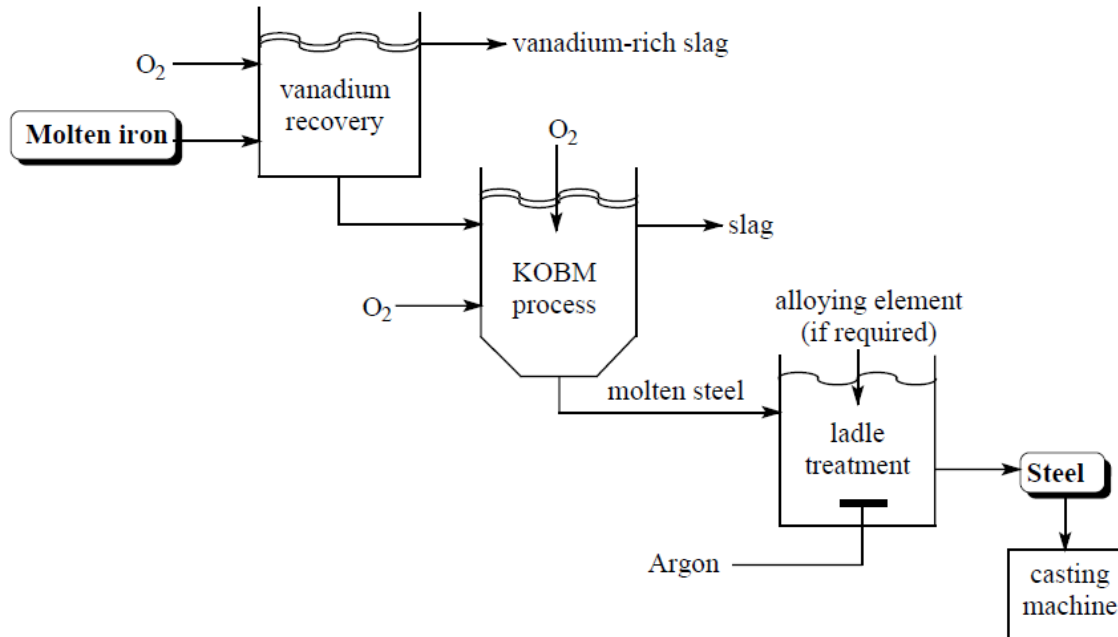 vanadium-rich slag
O2
vanadium
recovery
Molten iron
O2
slag
KOBM
process
O2
alloying element
(if required)
molten steel
ladle
treatment
Steel
Argon
casting
machine